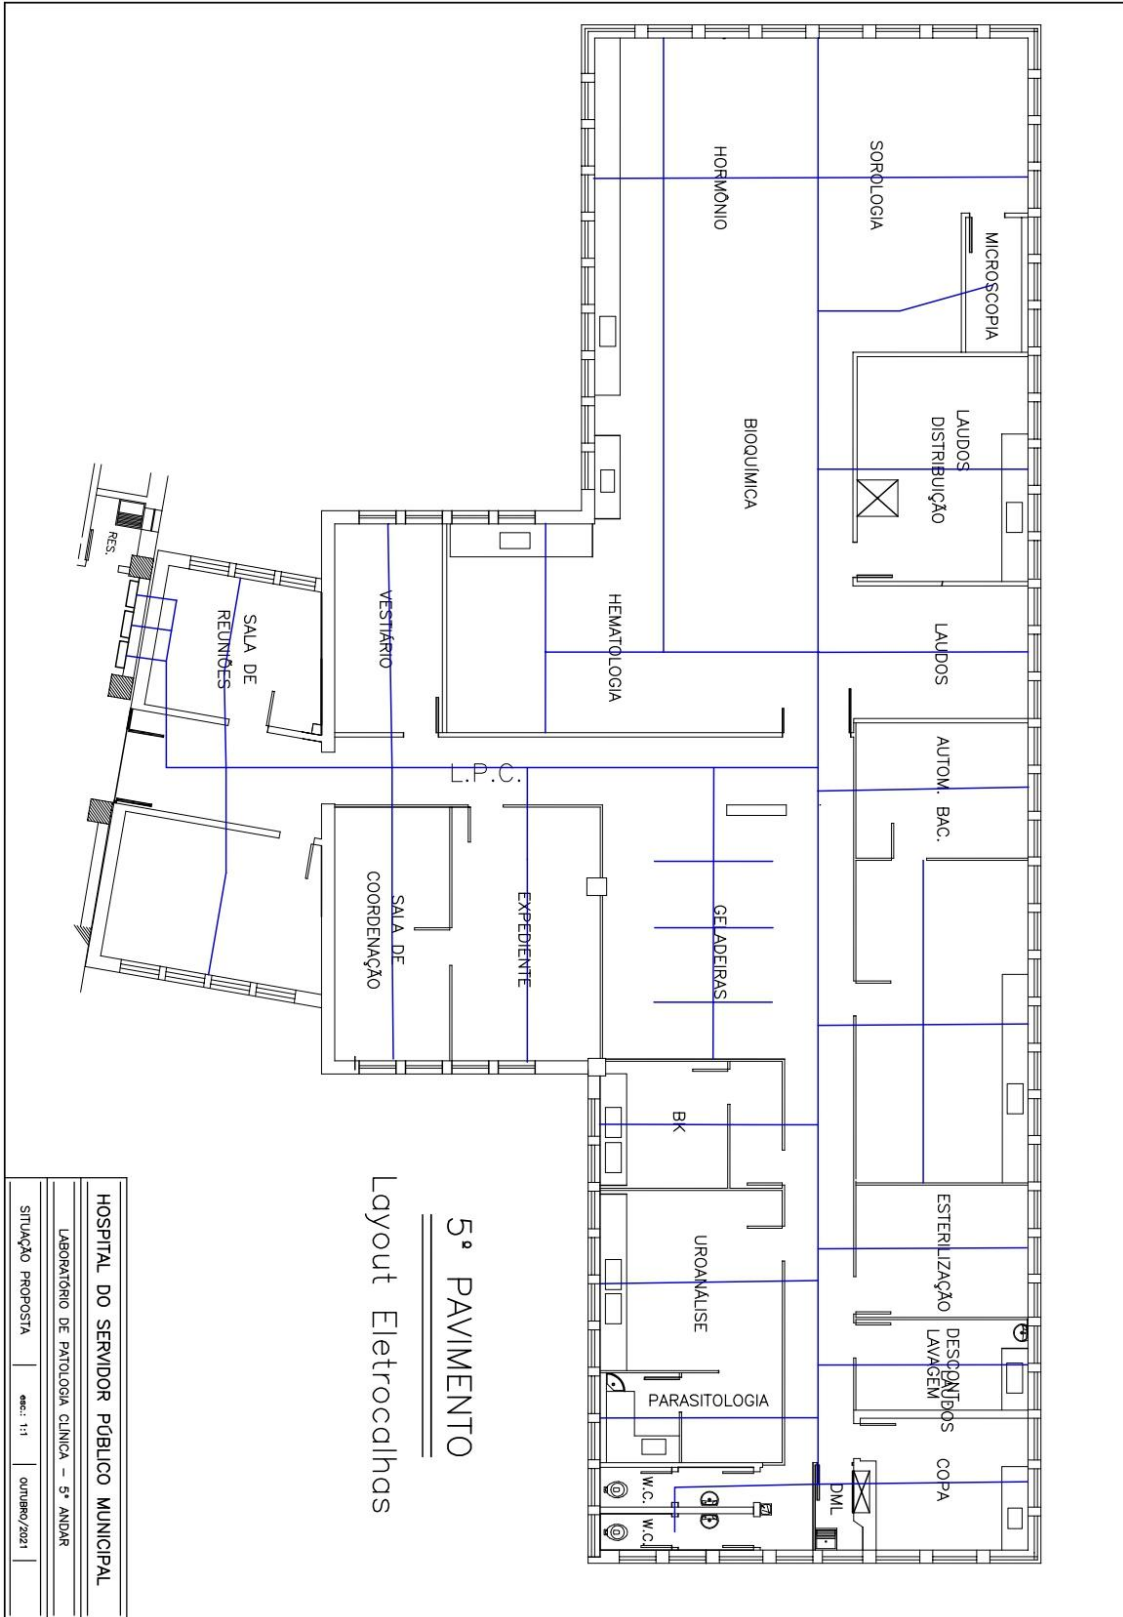 SOROLOGIA
HORMÔNIO
MICROSCOPIA
LAUDOS
DISTRIBUIÇÃO
BIOQUÍMICA
HEMATOLOGIA
LAUDOS
VESTIÁRIO
SALA DE
REUNIÕES
RES.
L.P.C.
AUTOM. BAC.
GELADEIRAS
EXPEDIENTE
SALA DE
COORDENAÇÃO
BK
UROANÁLISE
ESTERILIZAÇÃO
DESCONT.
LAVAGEM
LAUDOS
PARASITOLOGIA
COPA
DML
W.C.
W.C.
5º PAVIMENTO
Layout Eletrocalhas
HOSPITAL DO SERVIDOR PÚBLICO MUNICIPAL
LABORATÓRIO DE PATOLOGIA CLÍNICA – 5º ANDAR
SITUAÇÃO PROPOSTA
esc.: 1:1
OUTUBRO/2021